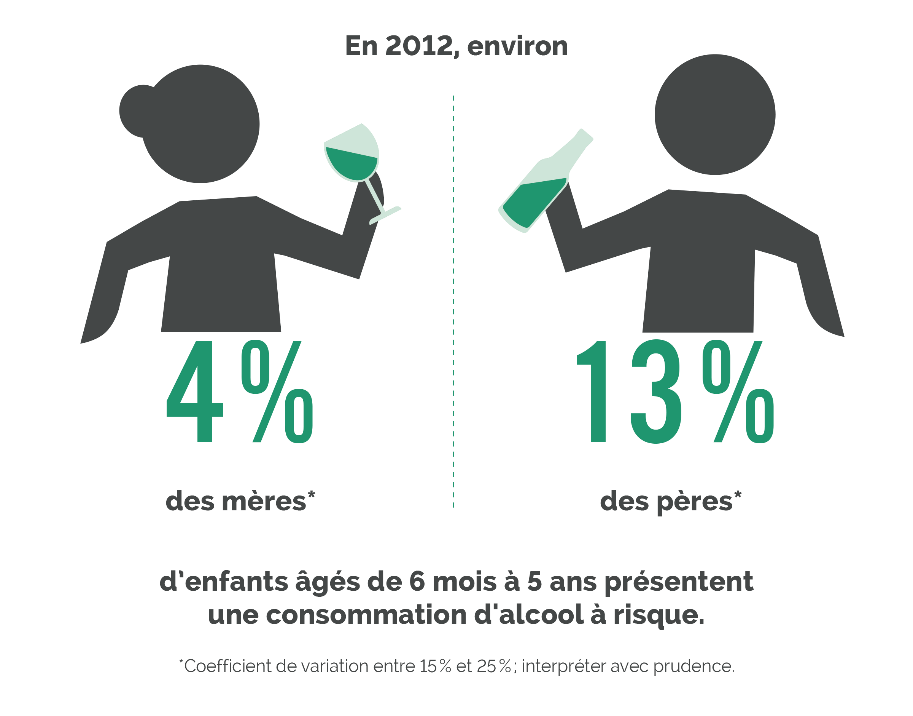 En 2012, environ
4%
des mères*
13%
des pères*
d'enfants âgés de 6 mois à 5 ans présentent
une consommation d'alcool à risque.
*Coefficient de variation entre 15 % et 25 % ; interpréter avec prudence.